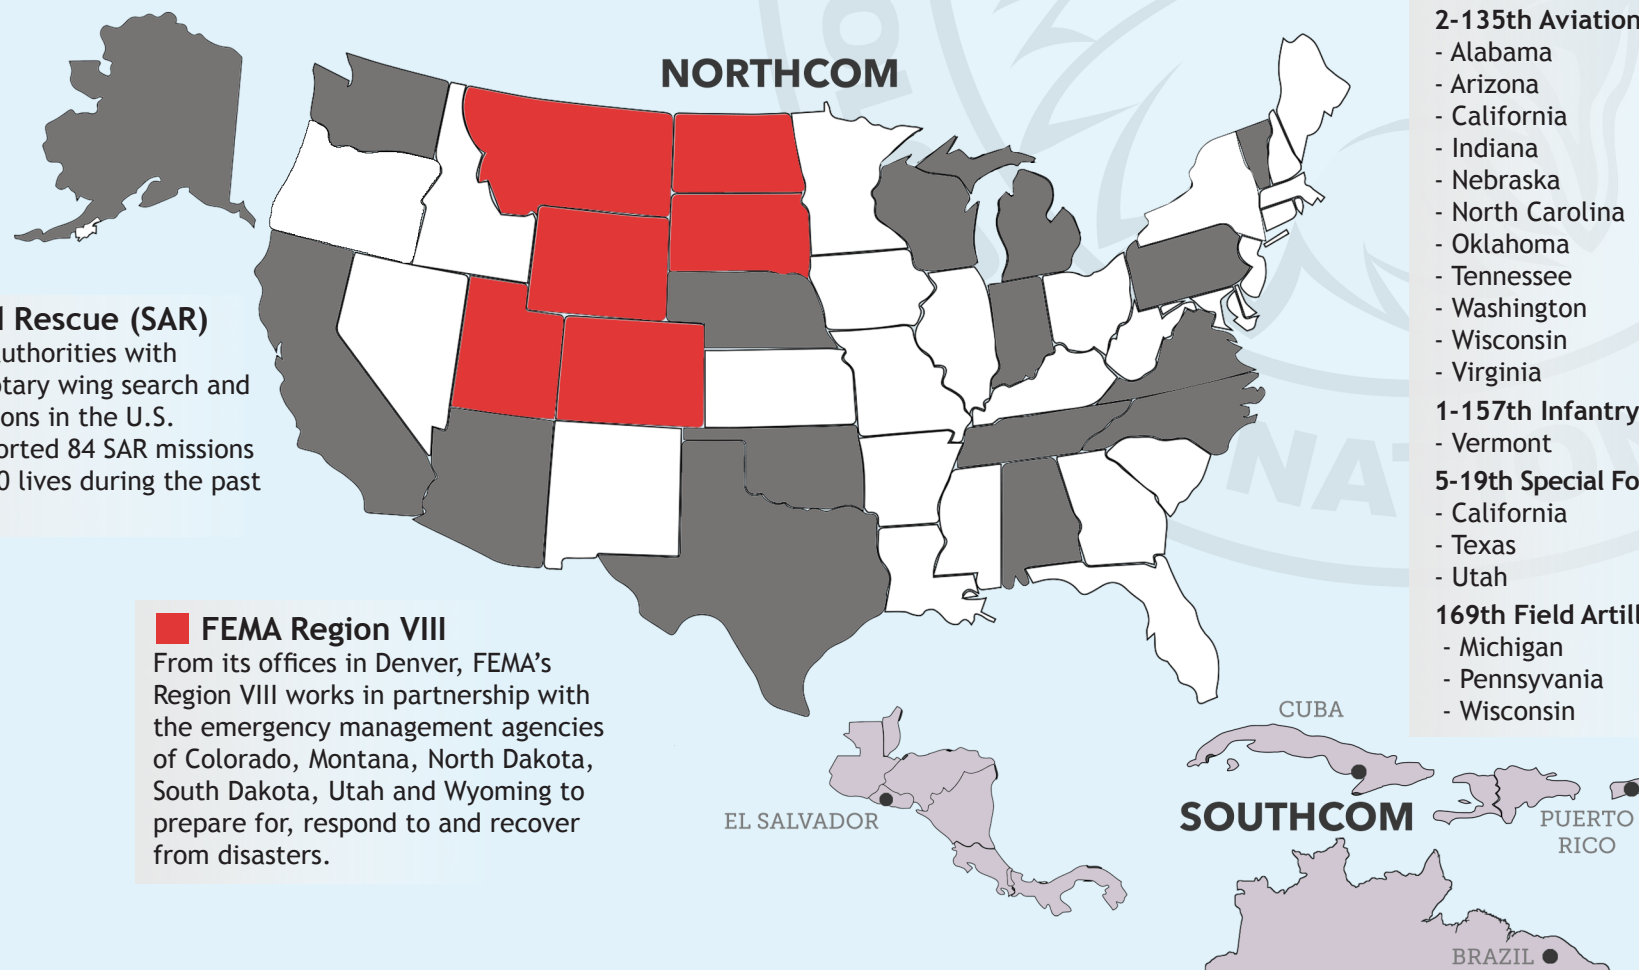 NORTHCOM
Rescue (SAR)
authorities with
rotary wing search and
ons in the U.S.
orted 84 SAR missions
0 lives during the past
FEMA Region VIII
From its offices in Denver, FEMA's
Region VIII works in partnership with
the emergency management agencies
of Colorado, Montana, North Dakota,
South Dakota, Utah and Wyoming to
prepare for, respond to and recover
from disasters.
2-135th Aviation
- Alabama
- Arizona
- California
- Indiana
- Nebraska
- North Carolina
- Oklahoma
- Tennessee
- Washington
- Wisconsin
- Virginia
1-157th Infantry
- Vermont
5-19th Special Fo
- California
- Texas
- Utah
169th Field Artill
- Michigan
- Pennsyvania
- Wisconsin
NATION
CUBA
EL SALVADOR
SOUTHCOM
PUERTO
RICO
BRAZIL